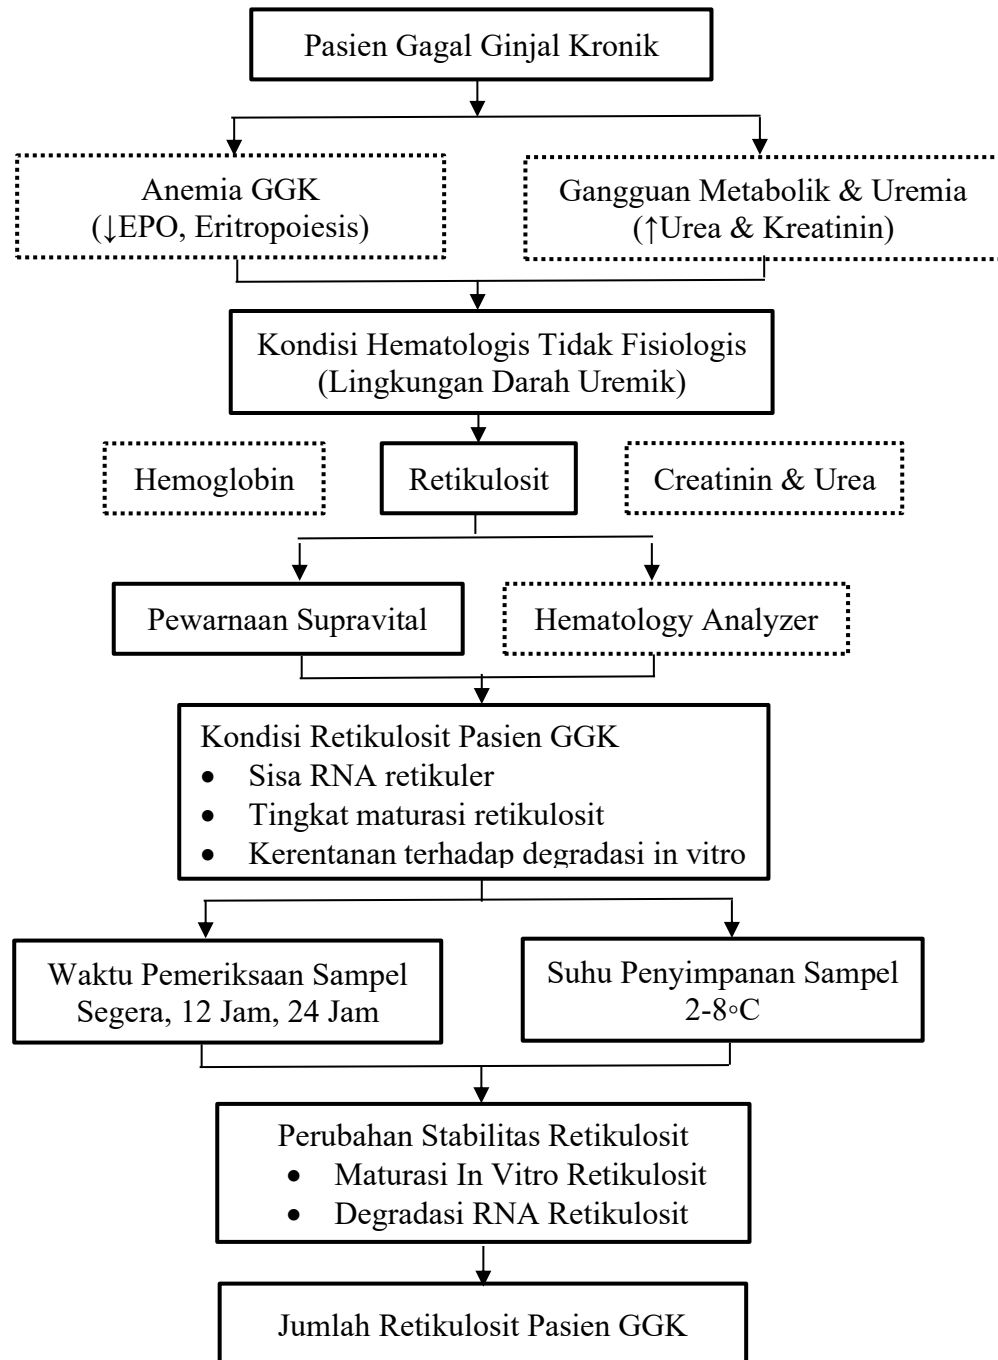 Pasien Gagal Ginjal Kronik
Anemia GGK
(↓EPO, Eritropoiesis)
Gangguan Metabolik & Uremia
(↑Urea & Kreatinin)
Kondisi Hematologis Tidak Fisiologis
(Lingkungan Darah Uremik)
Hemoglobin
Retikulosit
Creatinin & Urea
Pewarnaan Supravital
Hematology Analyzer
Kondisi Retikulosit Pasien GGK
• Sisa RNA retikuler
• Tingkat maturasi retikulosit
• Kerentanan terhadap degradasi in vitro
Waktu Pemeriksaan Sampel
Segera, 12 Jam, 24 Jam
Suhu Penyimpanan Sampel
2-8◦C
Perubahan Stabilitas Retikulosit
• Maturasi In Vitro Retikulosit
• Degradasi RNA Retikulosit
Jumlah Retikulosit Pasien GGK